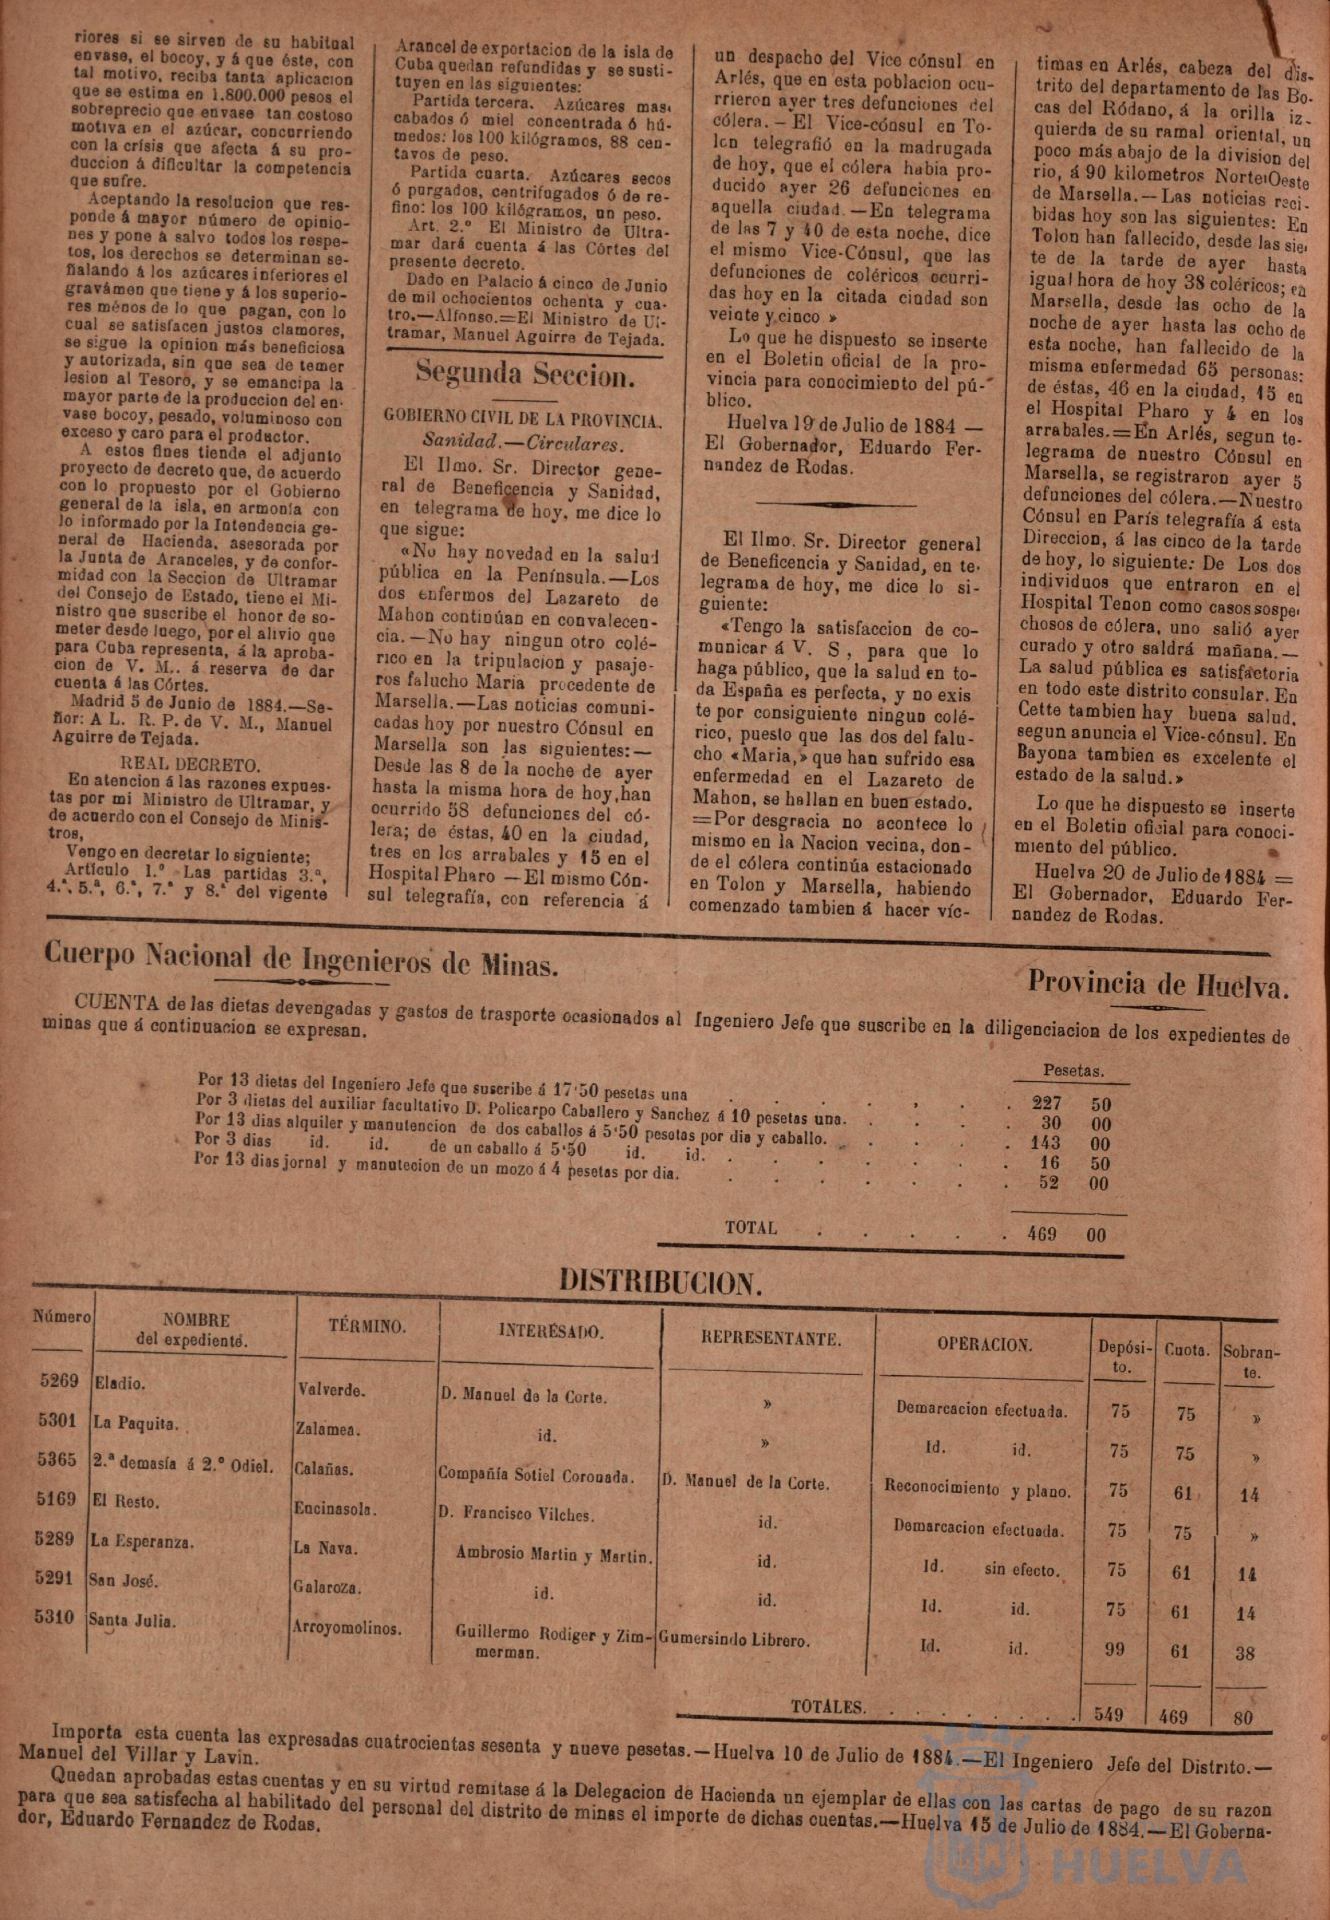 riores si se sirven de su habitual
envase, el bocoy, y á que éste, con
tal motivo, reciba tanta aplicacion
que se estima en 1.800.000 pesos el
sobreprecio que envase tan costoso
motiva en el azúcar, concurriendo
con la crísis que afecta á su pro-
duccion á dificultar la competencia
que sufre.
Aceptando la resolucion que res-
ponde á mayor número de opinio-
nes y pone á salvo todos los respe-
tos, los derechos se determinan se-
ñalando á los azúcares inferiores el
gravámen que tiene y á los superio-
res ménos de lo que pagan, con lo
cual se satisfacen justos clamores,
se sigue la opinion más beneficiosa
y autorizada, sin que sea de temer
lesion al Tesoro, y se emancipa la
mayor parte de la produccion del en-
vase bocoy, pesado, voluminoso con
exceso y caro para el productor.
A estos fines tiende el adjunto
proyecto de decreto que, de acuerdo
con lo propuesto por el Gobierno
general de la isla, en armonía con
lo informado por la Intendencia ge-
neral de Hacienda, asesorada por
la Junta de Aranceles, y de confor-
midad con la Seccion de Ultramar
del Consejo de Estado, tiene el Mi-
nistro que suscribe el honor de so-
meter desde luego, por el alivio que
para Cuba representa, á la aproba-
cion de V. M.. á reserva de dar
cuenta á las Córtes.
Madrid 5 de Junio de 1884.—Se-
ñor: A L. R. P. de V. M., Manuel
Aguirre de Tejada.
REAL DECRETO.
En atencion á las razones expues-
tas por mi Ministro de Ultramar, y
de acuerdo con el Consejo de Minis-
tros,
Vengo en decretar lo siguiente;
Artículo 1.º Las partidas 3.ª,
4.ª, 5.ª, 6.ª, 7.ª y 8.ª del vigente
Arancel de exportacion de la isla de
Cuba quedan refundidas y se susti-
tuyen en las siguientes:
Partida tercera. Azúcares mas-
cabados ó miel concentrada ó hú-
medos: los 100 kilógramos, 88 cen-
tavos de peso.
Partida cuarta. Azúcares secos
ó purgados, centrifugados ó de re-
fino: los 100 kilógramos, un peso.
Art. 2.º El Ministro de Ultra-
mar dará cuenta á las Córtes del
presente decreto.
Dado en Palacio á cinco de Junio
de mil ochocientos ochenta y cua-
tro.—Alfonso.=El Ministro de Ul-
tramar, Manuel Aguirre de Tejada.
Segunda Seccion.
GOBIERNO CIVIL DE LA PROVINCIA.
Sanidad.—Circulares.
El Ilmo. Sr. Director gene-
ral de Beneficencia y Sanidad,
en telegrama de hoy, me dice lo
que sigue:
«No hay novedad en la salud
pública en la Península.—Los
dos enfermos del Lazareto de
Mahon continúan en convalecen-
cia.—No hay ningun otro colé-
rico en la tripulacion y pasaje-
ros falucho Maria procedente de
Marsella.—Las noticias comuni-
cadas hoy por nuestro Cónsul en
Marsella son las siguientes:—
Desde las 8 de la noche de ayer
hasta la misma hora de hoy, han
ocurrido 58 defunciones del có-
lera; de éstas, 40 en la ciudad,
tres en los arrabales y 15 en el
Hospital Pharo —El mismo Cón-
sul telegrafía, con referencia á
un despacho del Vice cónsul en
Arlés, que en esta poblacion ocu-
rrieron ayer tres defunciones del
cólera.—El Vice-cónsul en To-
lon telegrafió en la madrugada
de hoy, que el cólera habia pro-
ducido ayer 26 defunciones en
aquella ciudad.—En telegrama
de las 7 y 40 de esta noche, dice
el mismo Vice-Cónsul, que las
defunciones de coléricos ocurri-
das hoy en la citada ciudad son
veinte y cinco »
Lo que he dispuesto se inserte
en el Boletin oficial de la pro-
vincia para conocimiento del pú-
blico.
Huelva 19 de Julio de 1884 —
El Gobernador, Eduardo Fer-
nandez de Rodas.
El Ilmo. Sr. Director general
de Beneficencia y Sanidad, en te-
legrama de hoy, me dice lo si-
guiente:
«Tengo la satisfaccion de co-
municar á V. S , para que lo
haga público, que la salud en to-
da España es perfecta, y no exis
te por consiguiente ningun colé-
rico, puesto que las dos del falu-
cho «Maria,» que han sufrido esa
enfermedad en el Lazareto de
Mahon, se hallan en buen estado.
=Por desgracia no acontece lo
mismo en la Nacion vecina, don-
de el cólera continúa estacionado
en Tolon y Marsella, habiendo
comenzado tambien á hacer víc-
timas en Arlés, cabeza del dis-
trito del departamento de las Bo-
cas del Ródano, á la orilla iz-
quierda de su ramal oriental, un
poco más abajo de la division del
rio, á 90 kilometros Norte-Oeste
de Marsella.—Las noticias reci-
bidas hoy son las siguientes: En
Tolon han fallecido, desde las sie-
te de la tarde de ayer hasta
igual hora de hoy 38 coléricos; en
Marsella, desde las ocho de la
noche de ayer hasta las ocho de
esta noche, han fallecido de la
misma enfermedad 65 personas:
de éstas, 46 en la ciudad, 15 en
el Hospital Pharo y 4 en los
arrabales.=En Arlés, segun te-
legrama de nuestro Cónsul en
Marsella, se registraron ayer 5
defunciones del cólera.—Nuestro
Cónsul en París telegrafía á esta
Direccion, á las cinco de la tarde
de hoy, lo siguiente: De Los dos
individuos que entraron en el
Hospital Tenon como casos sospe-
chosos de cólera, uno salió ayer
curado y otro saldrá mañana.—
La salud pública es satisfactoria
en todo este distrito consular. En
Cette tambien hay buena salud,
segun anuncia el Vice-cónsul. En
Bayona tambien es excelente el
estado de la salud.»
Lo que he dispuesto se inserte
en el Boletin oficial para conoci-
miento del público.
Huelva 20 de Julio de 1884 =
El Gobernador, Eduardo Fer-
nandez de Rodas.
Cuerpo Nacional de Ingenieros de Minas.
Provincia de Huelva.
CUENTA de las dietas devengadas y gastos de trasporte ocasionados al Ingeniero Jefe que suscribe en la diligenciacion de los expedientes de
minas que á continuacion se expresan.
Pesetas.
Por 13 dietas del Ingeniero Jefe que suscribe á 17'50 pesetas una . . . . . . . 227 50
Por 3 dietas del auxiliar facultativo D. Policarpo Caballero y Sanchez á 10 pesetas una. . . . . 30 00
Por 13 dias alquiler y manutencion de dos caballos á 5'50 pesetas por dia y caballo. . . . . . 143 00
Por 3 dias id. id. de un caballo á 5'50 id. id. . . . . . . 16 50
Por 13 dias jornal y manutecion de un mozo á 4 pesetas por dia. . . . . . . . 52 00
TOTAL . . . . . 469 00
DISTRIBUCION.
Número NOMBRE del expediente. TÉRMINO. INTERESADO. REPRESENTANTE. OPERACION. Depósi- Cuota. Sobran-
to. te.
5269 Eladio. Valverde. D. Manuel de la Corte. » Demarcacion efectuada. 75 75 »
5301 La Paquita. Zalamea. id. » Id. id. 75 75 »
5365 2.ª demasía á 2.º Odiel. Calañas. Compañía Sotiel Coronada. D. Manuel de la Corte. Reconocimiento y plano. 75 61 14
5169 El Resto. Encinasola. D. Francisco Vilches. id. Demarcacion efectuada. 75 75 »
5289 La Esperanza. La Nava. Ambrosio Martin y Martin. id. Id. sin efecto. 75 61 14
5291 San José. Galaroza. id. id. Id. id. 75 61 14
5310 Santa Julia. Arroyomolinos. Guillermo Rodiger y Zim- Gumersindo Librero. Id. id. 99 61 38
merman.
TOTALES. . . . . . . . . 549 469 80
Importa esta cuenta las expresadas cuatrocientas sesenta y nueve pesetas.—Huelva 10 de Julio de 1884.—El Ingeniero Jefe del Distrito.—
Manuel del Villar y Lavin.
Quedan aprobadas estas cuentas y en su virtud remítase á la Delegacion de Hacienda un ejemplar de ellas con las cartas de pago de su razon
para que sea satisfecha al habilitado del personal del distrito de minas el importe de dichas cuentas.—Huelva 15 de Julio de 1884.—El Goberna-
dor, Eduardo Fernandez de Rodas.
HUELVA